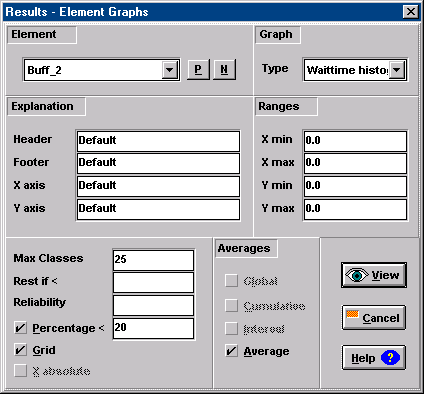 Results - Element Graphs
Element
Graph
Buff_2
P
N
Type
Waittime histo
Explanation
Ranges
Header
Default
X min
0.0
Footer
Default
X max
0.0
X axis
Default
Y min
0.0
Y axis
Default
Y max
0.0
Max Classes
25
Rest if <
Reliability
Percentage <
20
Grid
X absolute
Averages
Global
Cumulative
Interval
Average
View
Cancel
Help ?